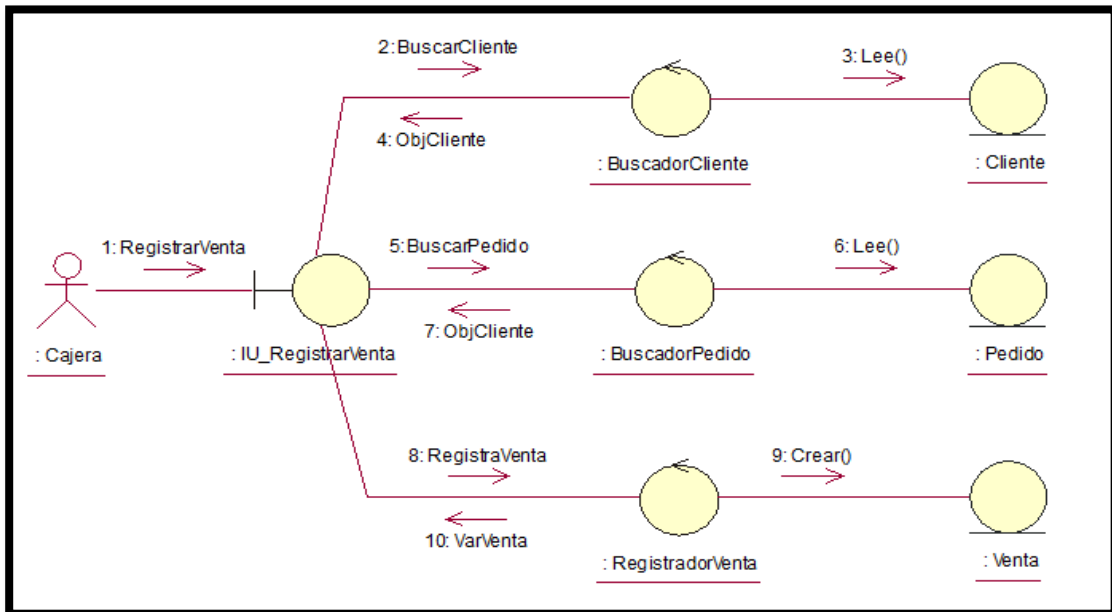 2: BuscarCliente
3: Lee()
4: ObjCliente
: BuscadorCliente
: Cliente
1: RegistrarVenta
5: BuscarPedido
6: Lee()
7: ObjCliente
: Cajera
: IU_RegistrarVenta
: BuscadorPedido
: Pedido
8: RegistraVenta
9: Crear()
10: VarVenta
: RegistradorVenta
: Venta